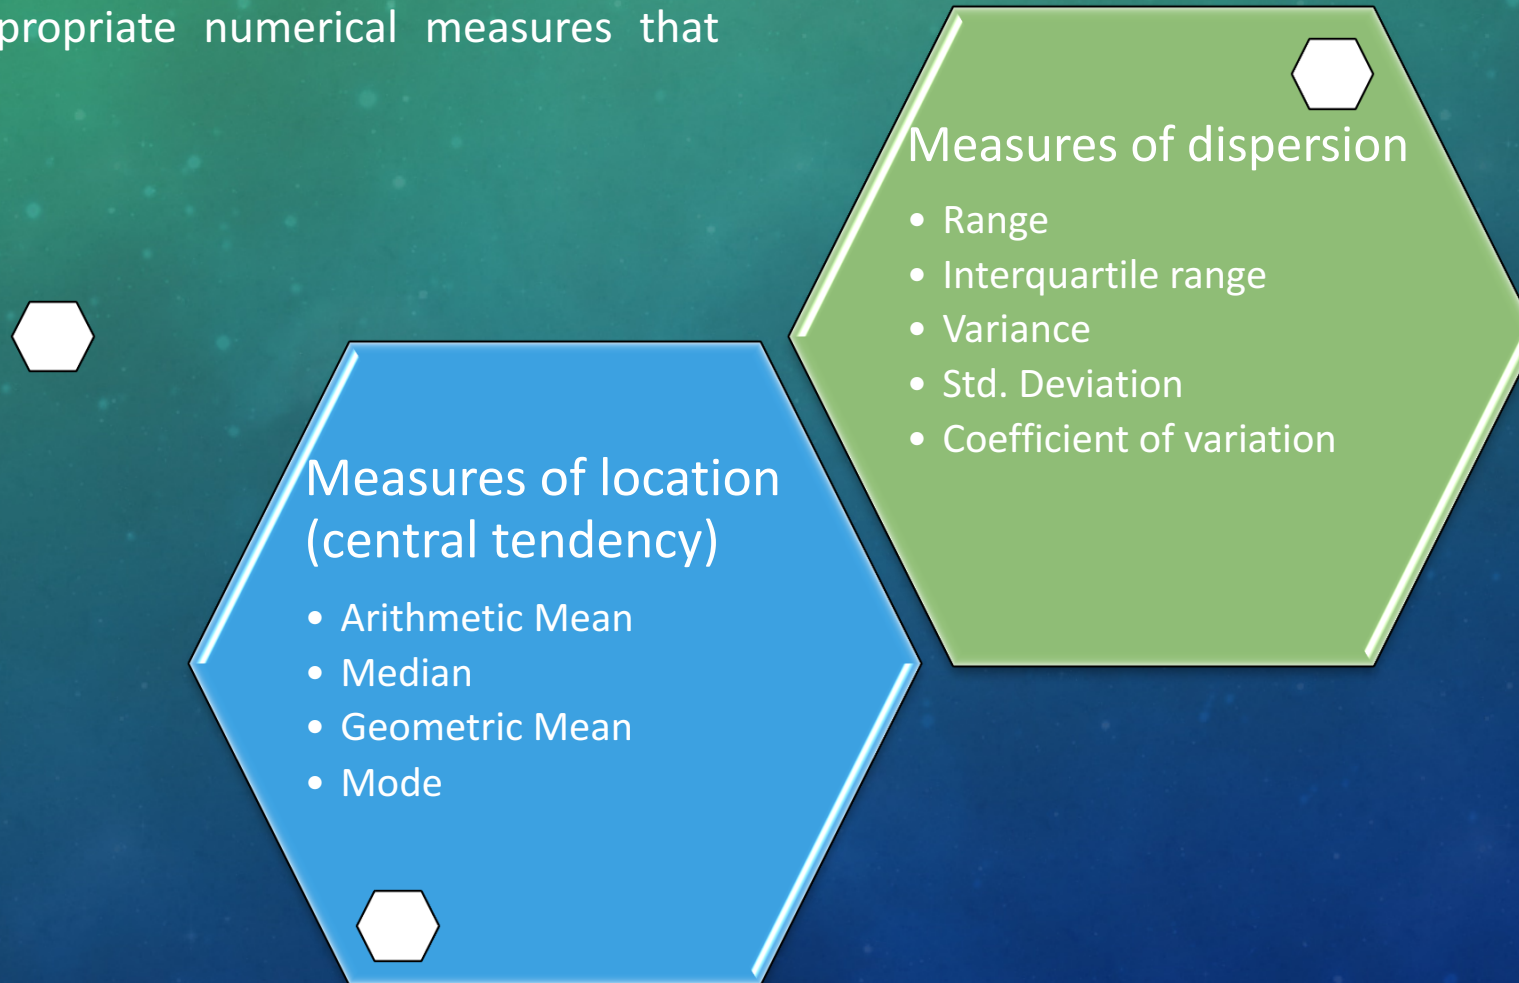 numerical measures that
Measures of dispersion
• Range
• Interquartile range
• Variance
• Std. Deviation
• Coefficient of variation
Measures of location
(central tendency)
• Arithmetic Mean
• Median
• Geometric Mean
• Mode